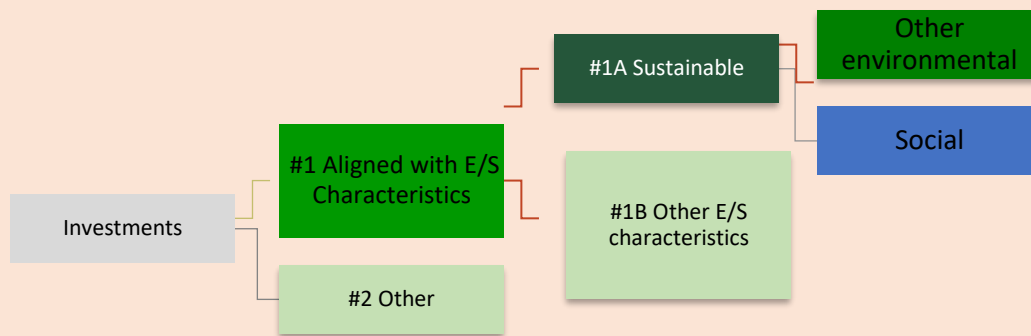 Investments
#1 Aligned with E/S
Characteristics
#2 Other
#1A Sustainable
#1B Other E/S
characteristics
Other
environmental
Social